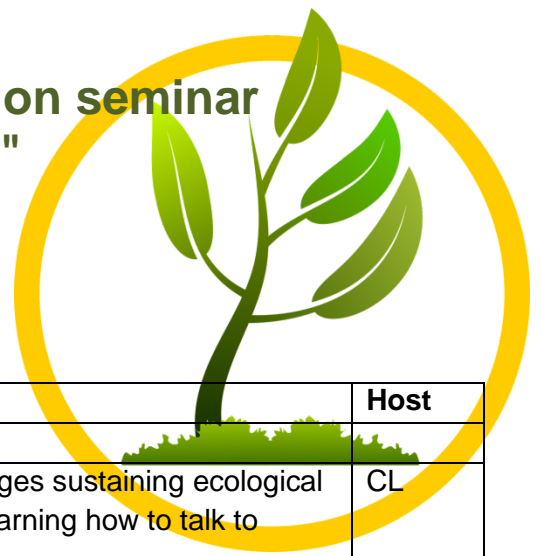 on seminar
"
Host
ges sustaining ecological
CL
arning how to talk to